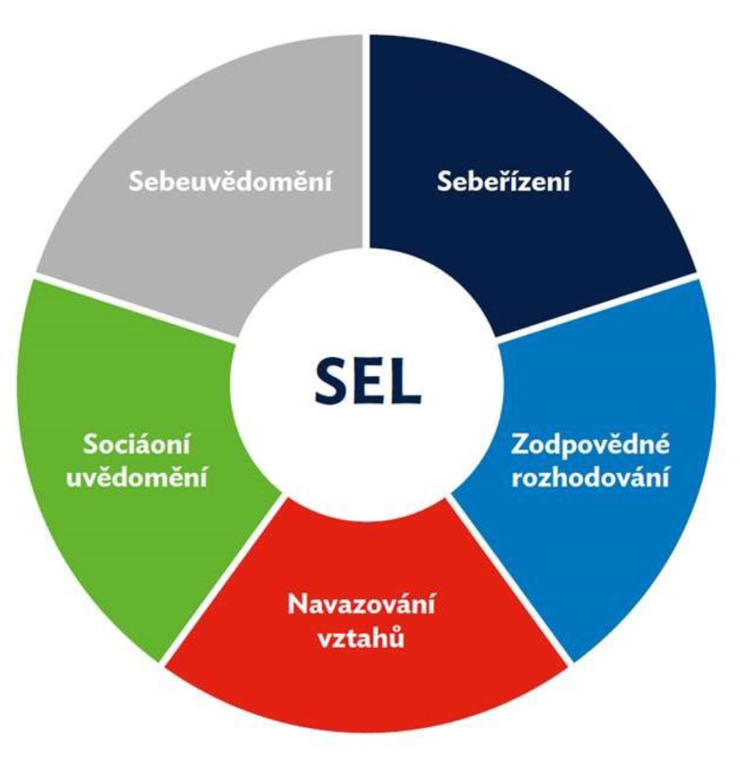 Sebeuvědomění
Sebeřízení
SEL
Sociáoní
uvědomění
Zodpovědné
rozhodování
Navazování
vztahů